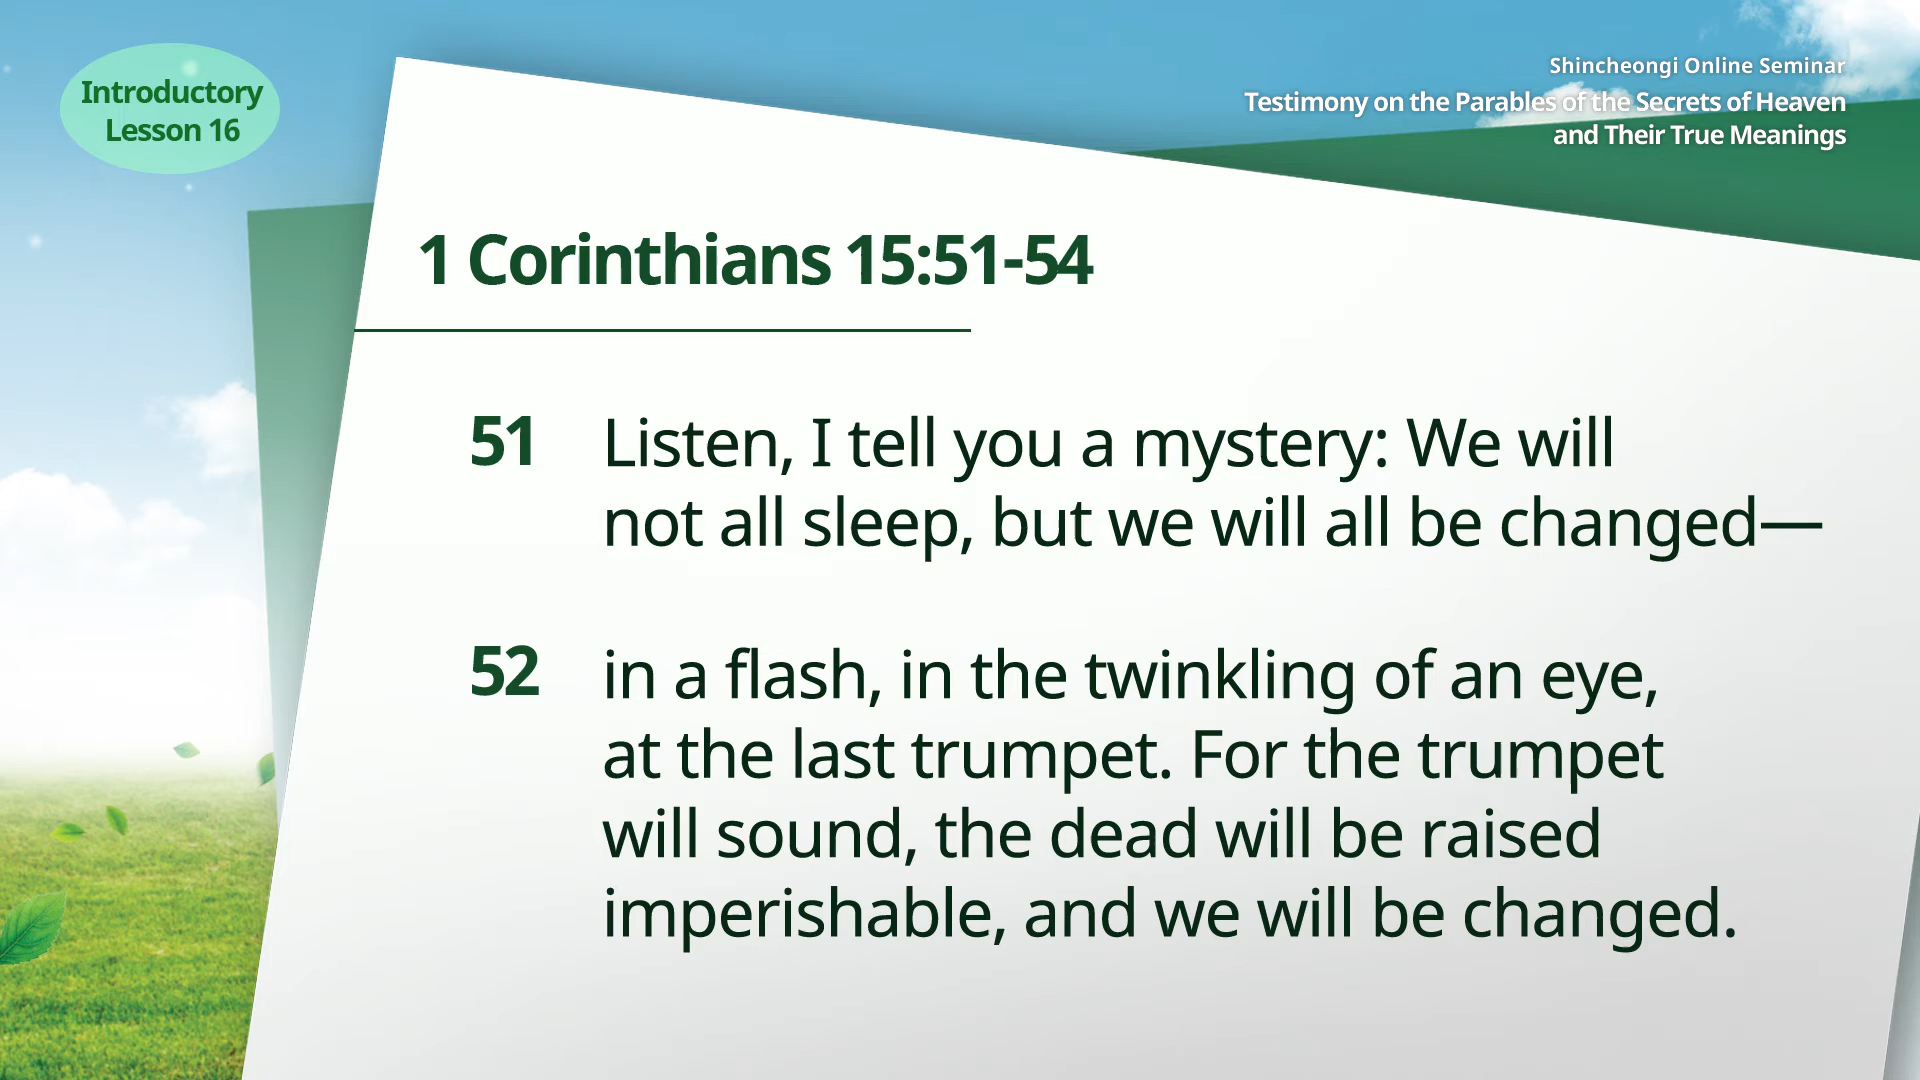 Introductory
Lesson 16
Shincheongi Online Seminar
Testimony on the Parables of the Secrets of Heaven
and Their True Meanings
1 Corinthians 15:51-54
51 Listen, I tell you a mystery: We will
not all sleep, but we will all be changed—
52 in a flash, in the twinkling of an eye,
at the last trumpet. For the trumpet
will sound, the dead will be raised
imperishable, and we will be changed.